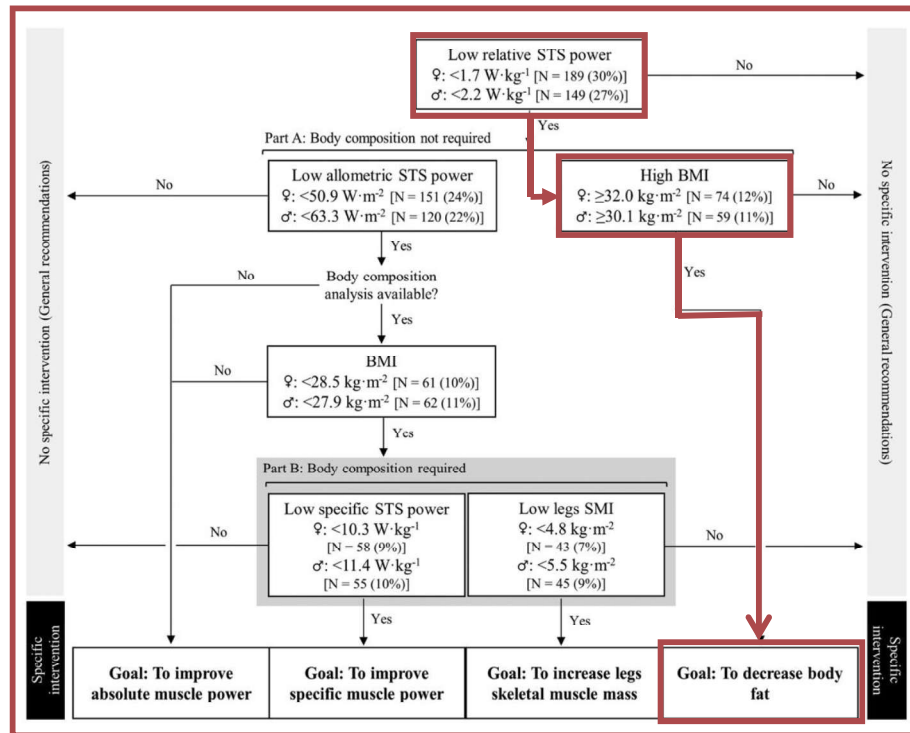 Low relative STS power
♀: <1.7 W·kg⁻¹ [N = 189 (30%)]
♂: <2.2 W·kg⁻¹ [N = 149 (27%)]
No
Yes
Part A: Body composition not required
Low allometric STS power
♀: <50.9 W·m⁻² [N = 151 (24%)]
♂: <63.3 W·m⁻² [N = 120 (22%)]
No
High BMI
♀: ≥32.0 kg·m⁻² [N = 74 (12%)]
♂: ≥30.1 kg·m⁻² [N = 59 (11%)]
No
Yes
Yes
No
Body composition
analysis available?
Yes
BMI
♀: <28.5 kg·m⁻² [N = 61 (10%)]
♂: <27.9 kg·m⁻² [N = 62 (11%)]
No
Yes
Part B: Body composition required
Low specific STS power
♀: <10.3 W·kg⁻¹
[N = 58 (9%)]
♂: <11.4 W·kg⁻¹
[N = 55 (10%)]
No
Low legs SMI
♀: <4.8 kg·m⁻²
[N = 43 (7%)]
♂: <5.5 kg·m⁻²
[N = 45 (9%)]
No
Yes
Yes
No specific intervention (General recommendations)
No specific intervention (General recommendations)
Specific
intervention
Goal: To improve
absolute muscle power
Goal: To improve
specific muscle power
Goal: To increase legs
skeletal muscle mass
Goal: To decrease body
fat
Specific
intervention